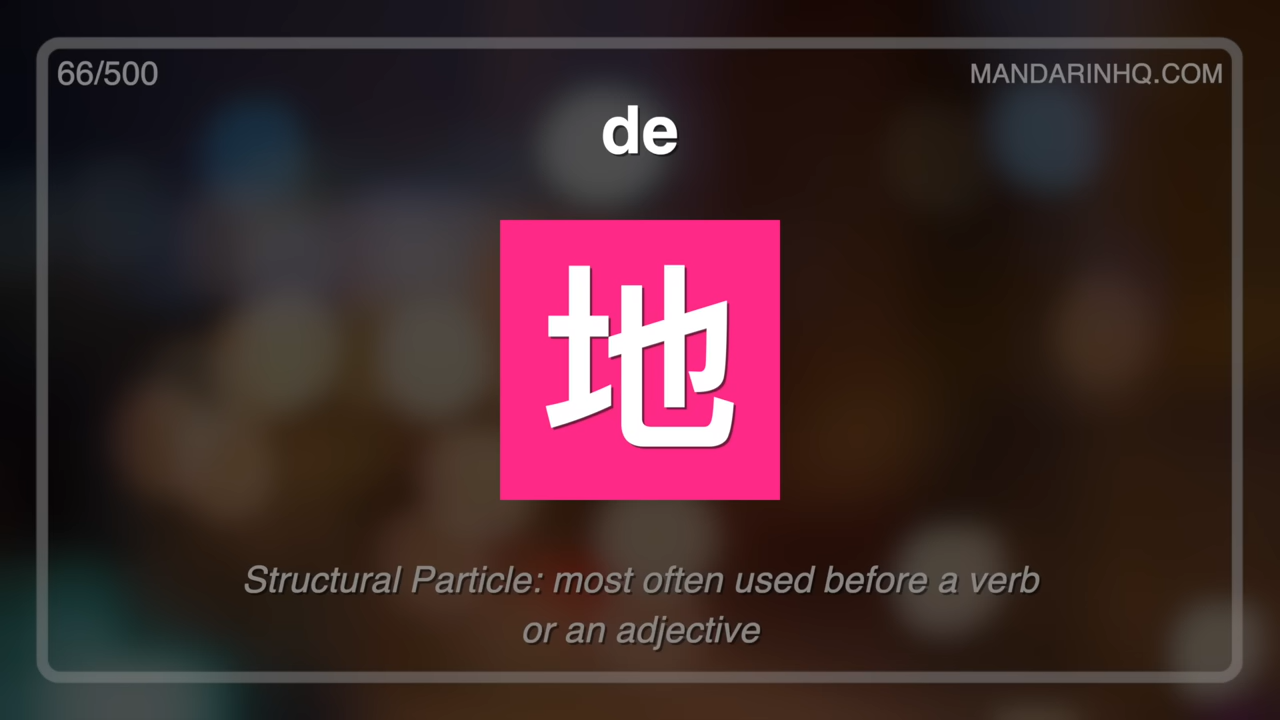 66/500
MANDARINHQ.COM
de
地
Structural Particle: most often used before a verb
or an adjective